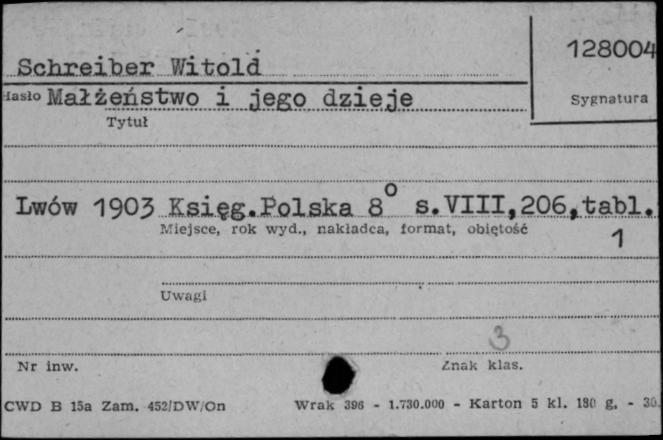 128004
Schreiber Witold
Hasło Małżeństwo i jego dzieje
Sygnatura
Tytuł
Lwów 1903 Księg.Polska 8° s.VIII,206,tabl.
Miejsce, rok wyd., nakładca, format, objętość
1
Uwagi
3
Nr inw.
Znak klas.
CWD B 15a Zam. 452/DW/On Wrak 396 - 1.730.000 - Karton 5 kl. 180 g. - 30.